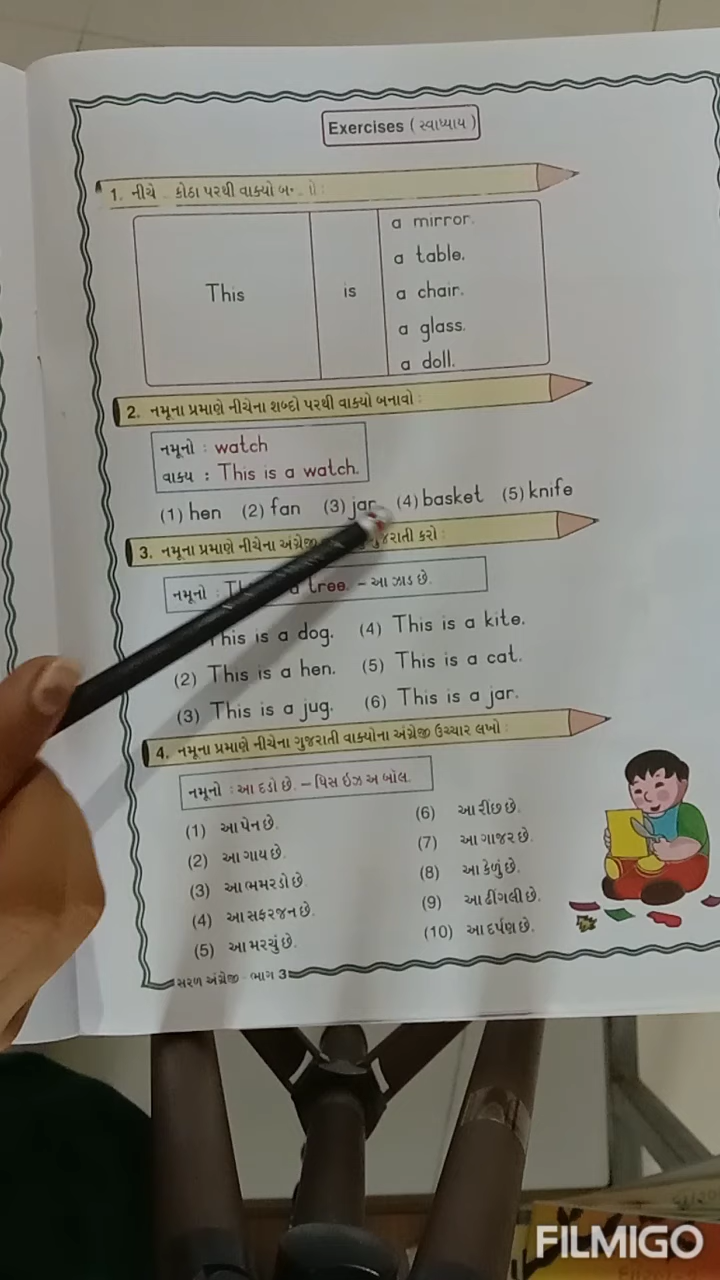 Exercises ( સ્વાધ્યાય )
1. નીચે કોઠા પરથી વાક્યો
This is a mirror.
a table.
a chair.
a glass.
a doll.
2. નમૂના પ્રમાણે નીચેના શબ્દો પરથી વાક્યો બનાવો :
નમૂનો : watch
વાક્ય : This is a watch.
(1) hen (2) fan (3) jar (4) basket (5) knife
3. નમૂના પ્રમાણે નીચેના અંગ્રેજી ગુજરાતી કરો :
નમૂનો : tree. – આ ઝાડ છે.
This is a dog. (4) This is a kite.
(2) This is a hen. (5) This is a cat.
(3) This is a jug. (6) This is a jar.
4. નમૂના પ્રમાણે નીચેના ગુજરાતી વાક્યોના અંગ્રેજી ઉચ્ચાર લખો :
નમૂનો : આ દડો છે. – ધિસ ઇઝ અ બૉલ.
(1) આ પેન છે. (6) આ રીંછ છે.
(2) આ ગાય છે. (7) આ ગાજર છે.
(3) આ ભમરડો છે. (8) આ કેળું છે.
(4) આ સફરજન છે. (9) આ ઢીંગલી છે.
(5) આ મરચું છે. (10) આ દર્પણ છે.
સરળ અંગ્રેજી - ભાગ 3
FILMIGO